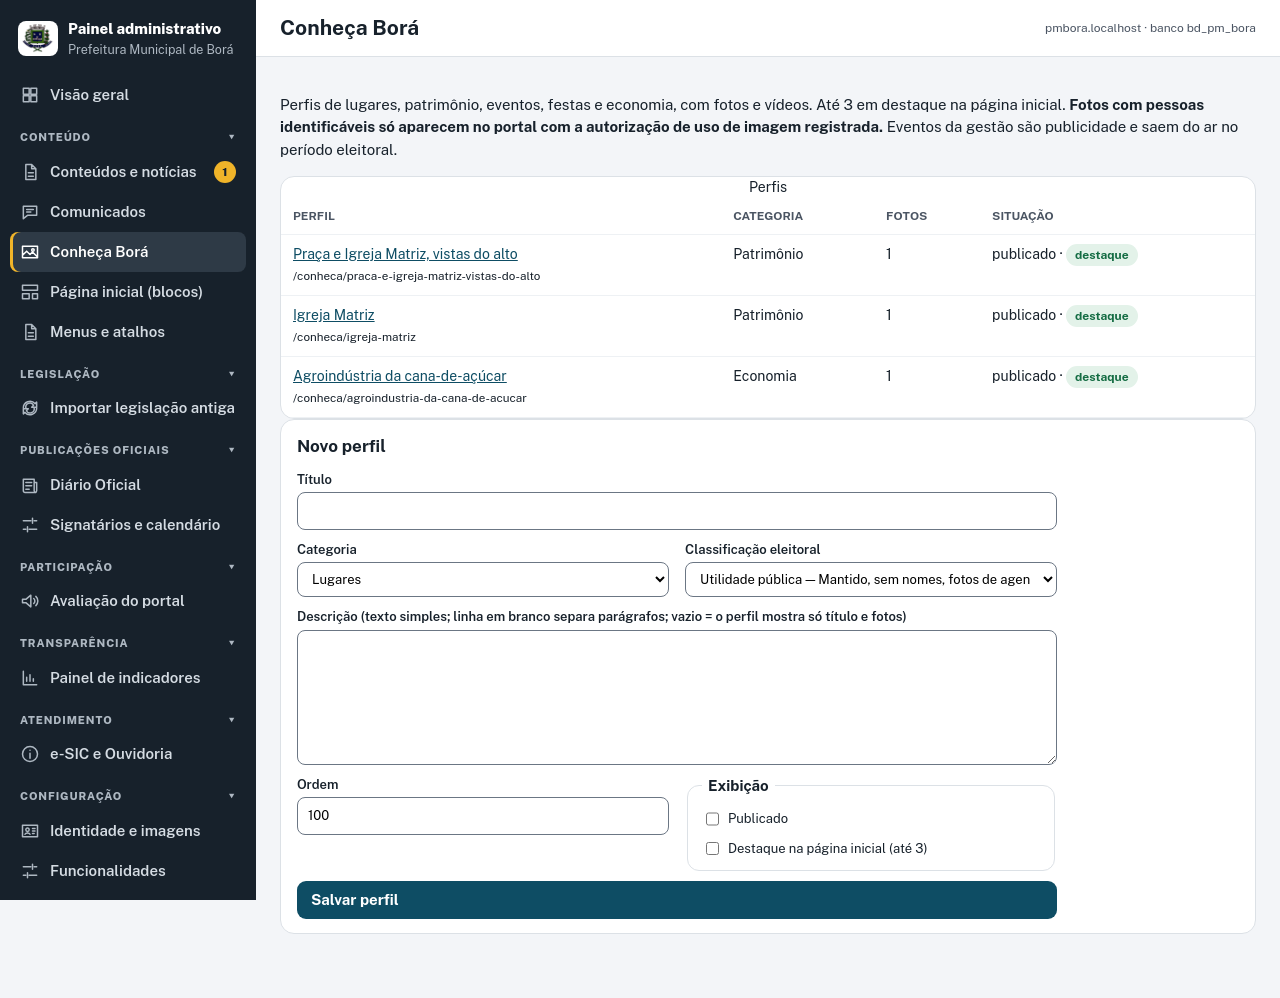 Painel administrativo
Prefeitura Municipal de Borá
Visão geral
CONTEÚDO
Conteúdos e notícias 1
Comunicados
Conheça Borá
Página inicial (blocos)
Menus e atalhos
LEGISLAÇÃO
Importar legislação antiga
PUBLICAÇÕES OFICIAIS
Diário Oficial
Signatários e calendário
PARTICIPAÇÃO
Avaliação do portal
TRANSPARÊNCIA
Painel de indicadores
ATENDIMENTO
e-SIC e Ouvidoria
CONFIGURAÇÃO
Identidade e imagens
Funcionalidades
Conheça Borá
pmbora.localhost · banco bd_pm_bora
Perfis de lugares, patrimônio, eventos, festas e economia, com fotos e vídeos. Até 3 em destaque na página inicial. Fotos com pessoas
identificáveis só aparecem no portal com a autorização de uso de imagem registrada. Eventos da gestão são publicidade e saem do ar no
período eleitoral.
Perfis
PERFIL CATEGORIA FOTOS SITUAÇÃO
Praça e Igreja Matriz, vistas do alto Patrimônio 1 publicado · destaque
/conheca/praca-e-igreja-matriz-vistas-do-alto
Igreja Matriz Patrimônio 1 publicado · destaque
/conheca/igreja-matriz
Agroindústria da cana-de-açúcar Economia 1 publicado · destaque
/conheca/agroindustria-da-cana-de-acucar
Novo perfil
Título
Categoria Classificação eleitoral
Lugares Utilidade pública — Mantido, sem nomes, fotos de agen
Descrição (texto simples; linha em branco separa parágrafos; vazio = o perfil mostra só título e fotos)
Ordem
100
Exibição
Publicado
Destaque na página inicial (até 3)
Salvar perfil